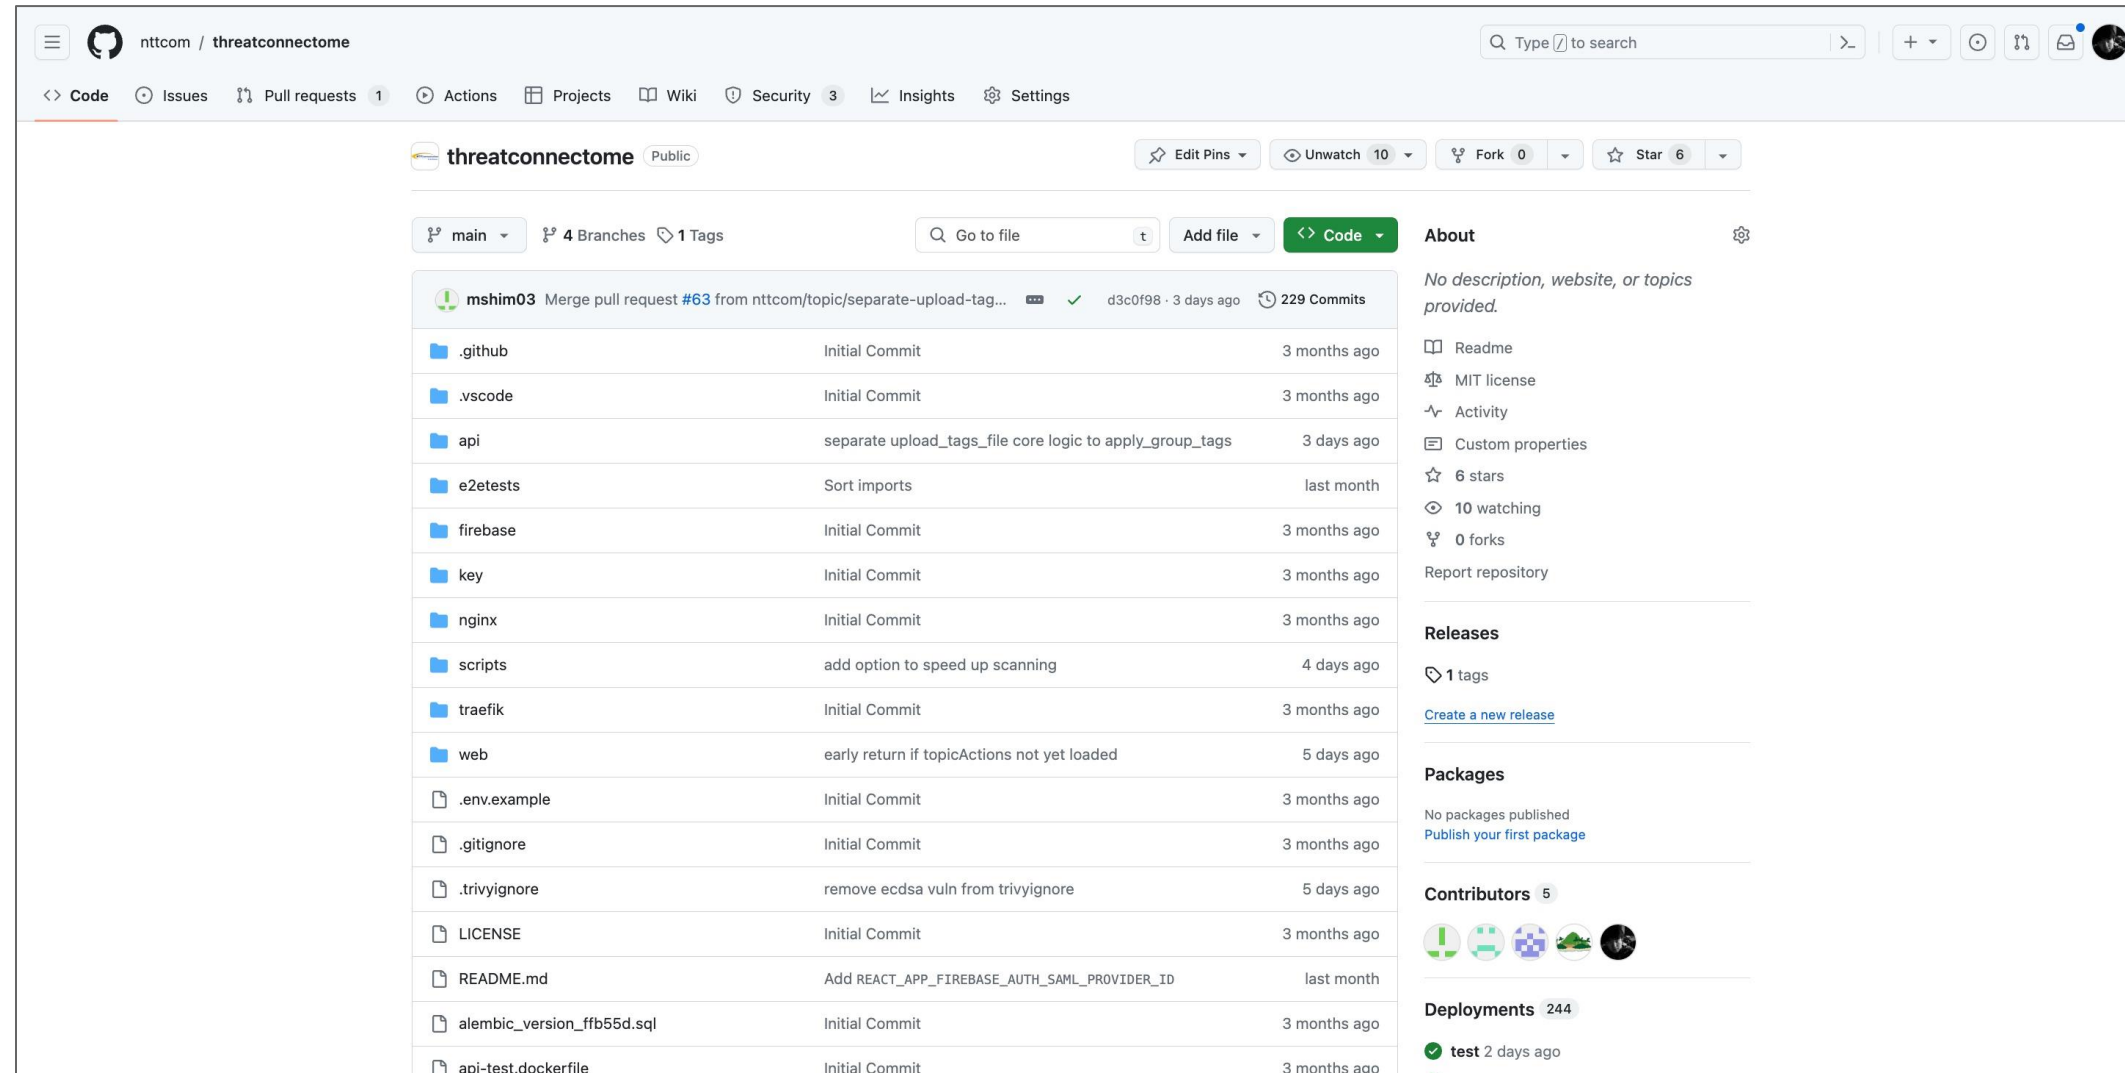 nttcom / threatconnectome
Type / to search
Code Issues Pull requests 1 Actions Projects Wiki Security 3 Insights Settings
threatconnectome Public
Edit Pins Unwatch 10 Fork 0 Star 6
main 4 Branches 1 Tags
Go to file t Add file Code
mshim03 Merge pull request #63 from nttcom/topic/separate-upload-tag... d3c0f98 · 3 days ago 229 Commits
.github Initial Commit 3 months ago
.vscode Initial Commit 3 months ago
api separate upload_tags_file core logic to apply_group_tags 3 days ago
e2etests Sort imports last month
firebase Initial Commit 3 months ago
key Initial Commit 3 months ago
nginx Initial Commit 3 months ago
scripts add option to speed up scanning 4 days ago
traefik Initial Commit 3 months ago
web early return if topicActions not yet loaded 5 days ago
.env.example Initial Commit 3 months ago
.gitignore Initial Commit 3 months ago
.trivyignore remove ecdsa vuln from trivyignore 5 days ago
LICENSE Initial Commit 3 months ago
README.md Add REACT_APP_FIREBASE_AUTH_SAML_PROVIDER_ID last month
alembic_version_ffb55d.sql Initial Commit 3 months ago
api-test.dockerfile Initial Commit 3 months ago
About
No description, website, or topics
provided.
Readme
MIT license
Activity
Custom properties
6 stars
10 watching
0 forks
Report repository
Releases
1 tags
Create a new release
Packages
No packages published
Publish your first package
Contributors 5
Deployments 244
test 2 days ago